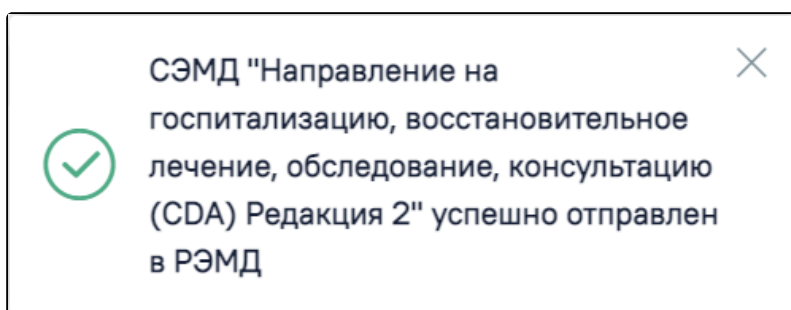 СЭМД "Направление на
госпитализацию, восстановительное
лечение, обследование, консультацию
(CDA) Редакция 2" успешно отправлен
в РЭМД